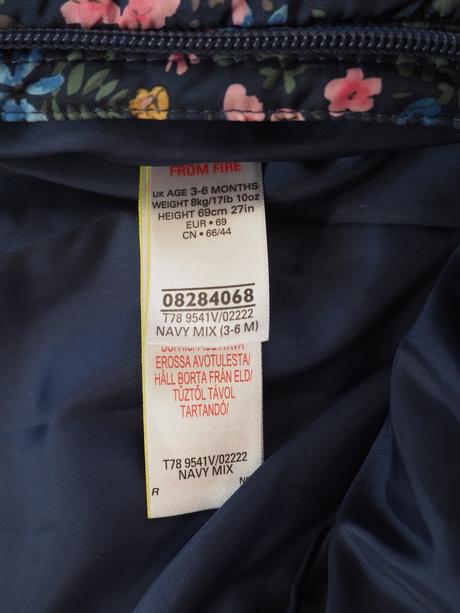 FROM FIRE
UK AGE 3-6 MONTHS
WEIGHT 8kg/17lb 10oz
HEIGHT 69cm 27in
EUR • 69
CN • 66/44
08284068
T78 9541V/02222
NAVY MIX (3-6 M)
EROSSA AVOTULESTA/
HÅLL BORTA FRÅN ELD/
TŰZTŐL TÁVOL
TARTANDÓ/
T78 9541V/02222
NAVY MIX
R